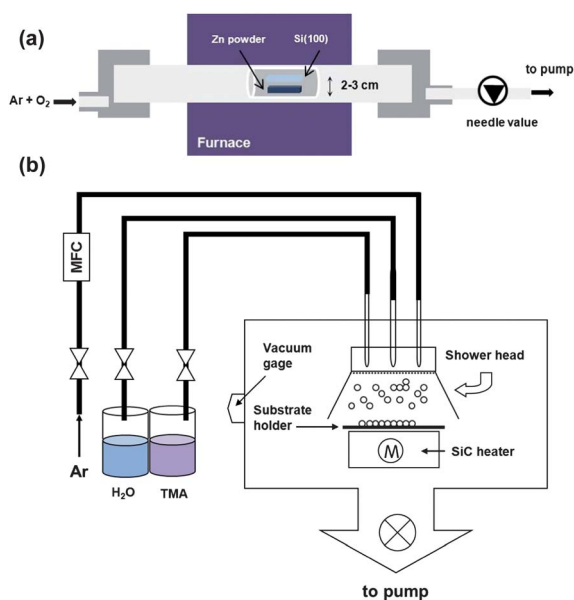 (a)
Zn powder
Si(100)
Ar + O₂
2-3 cm
to pump
needle value
Furnace
(b)
MFC
Vacuum
gage
Shower head
Substrate
holder
M
SiC heater
Ar
H₂O
TMA
to pump